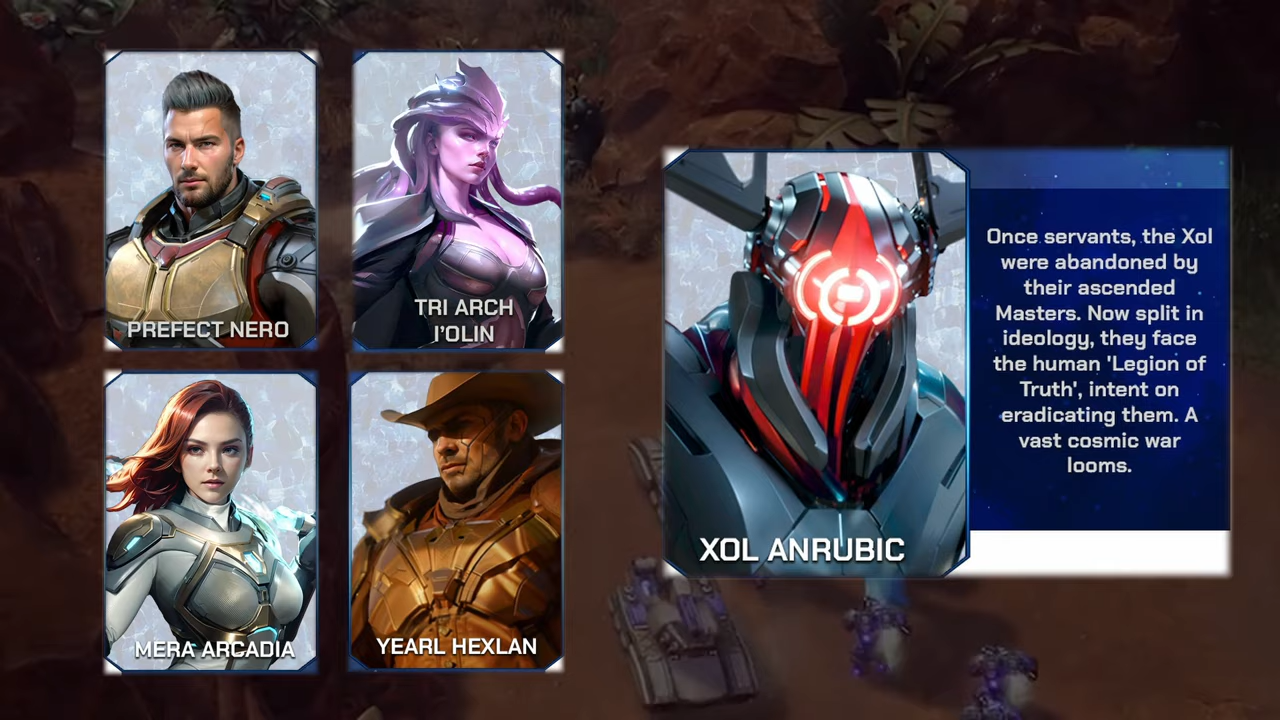 PREFECT NERO
TRI ARCH
I'OLIN
MERA ARCADIA
YEARL HEXLAN
XOL ANRUBIC
Once servants, the Xol
were abandoned by
their ascended
Masters. Now split in
ideology, they face
the human 'Legion of
Truth', intent on
eradicating them. A
vast cosmic war
looms.